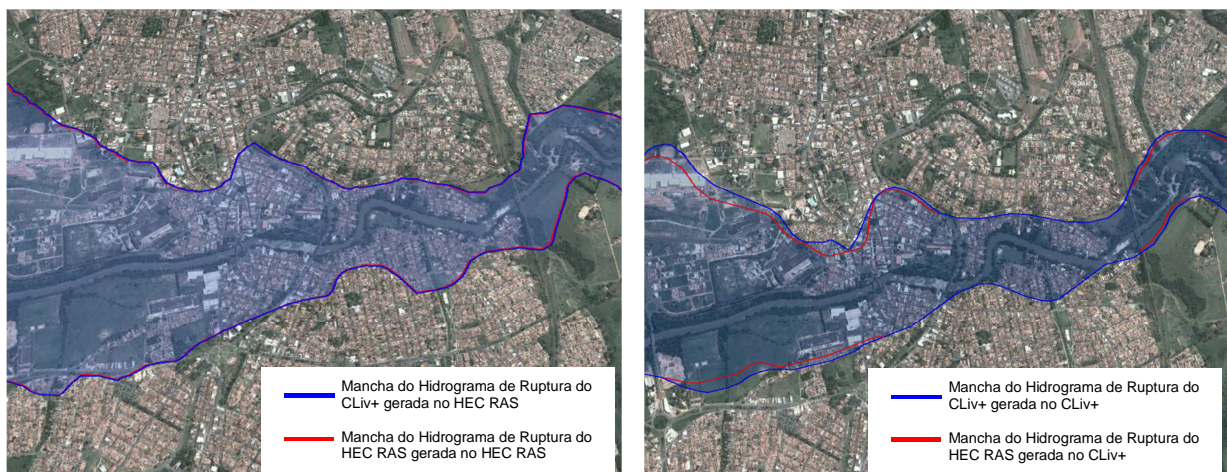 Mancha do Hidrograma de Ruptura do
CLiv+ gerada no HEC RAS
Mancha do Hidrograma de Ruptura do
HEC RAS gerada no HEC RAS
Mancha do Hidrograma de Ruptura do
CLiv+ gerada no CLiv+
Mancha do Hidrograma de Ruptura do
HEC RAS gerada no CLiv+